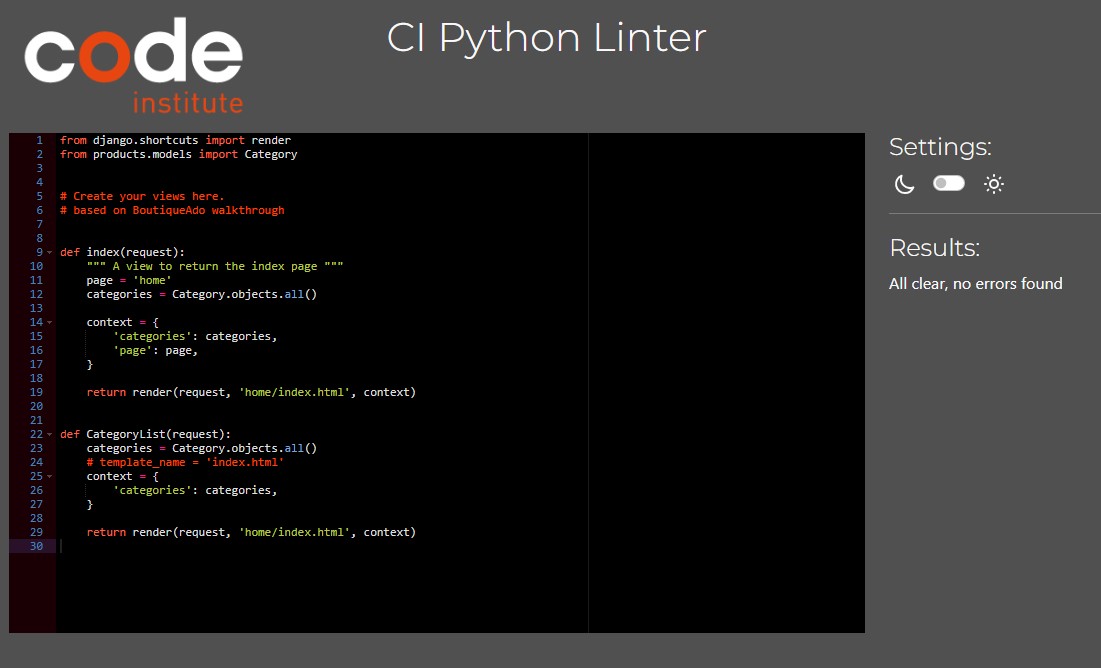 code
institute
CI Python Linter
1 from django.shortcuts import render
2 from products.models import Category
3
4
5 # Create your views here.
6 # based on BoutiqueAdo walkthrough
7
8
9 def index(request):
10     """ A view to return the index page """
11     page = 'home'
12     categories = Category.objects.all()
13
14     context = {
15         'categories': categories,
16         'page': page,
17     }
18
19     return render(request, 'home/index.html', context)
20
21
22 def CategoryList(request):
23     categories = Category.objects.all()
24     # template_name = 'index.html'
25     context = {
26         'categories': categories,
27     }
28
29     return render(request, 'home/index.html', context)
30
Settings:
Results:
All clear, no errors found